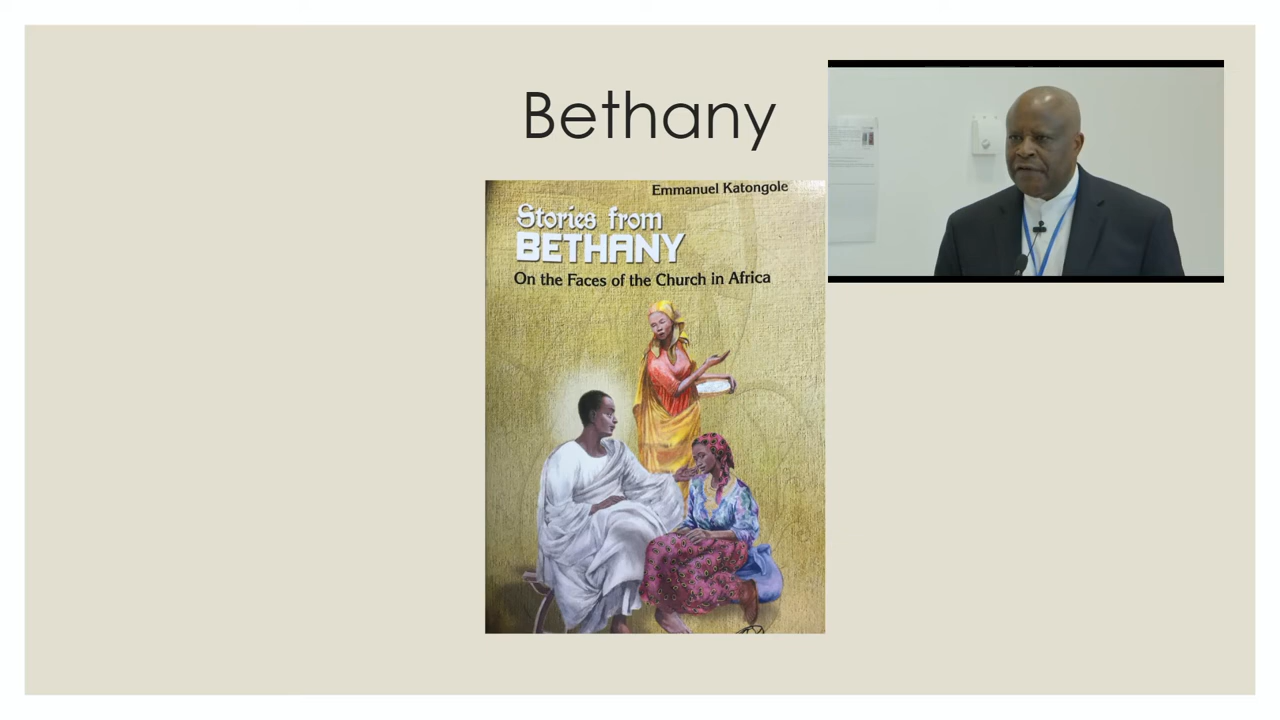 Bethany
Emmanuel Katongole
Stories from
BETHANY
On the Faces of the Church in Africa